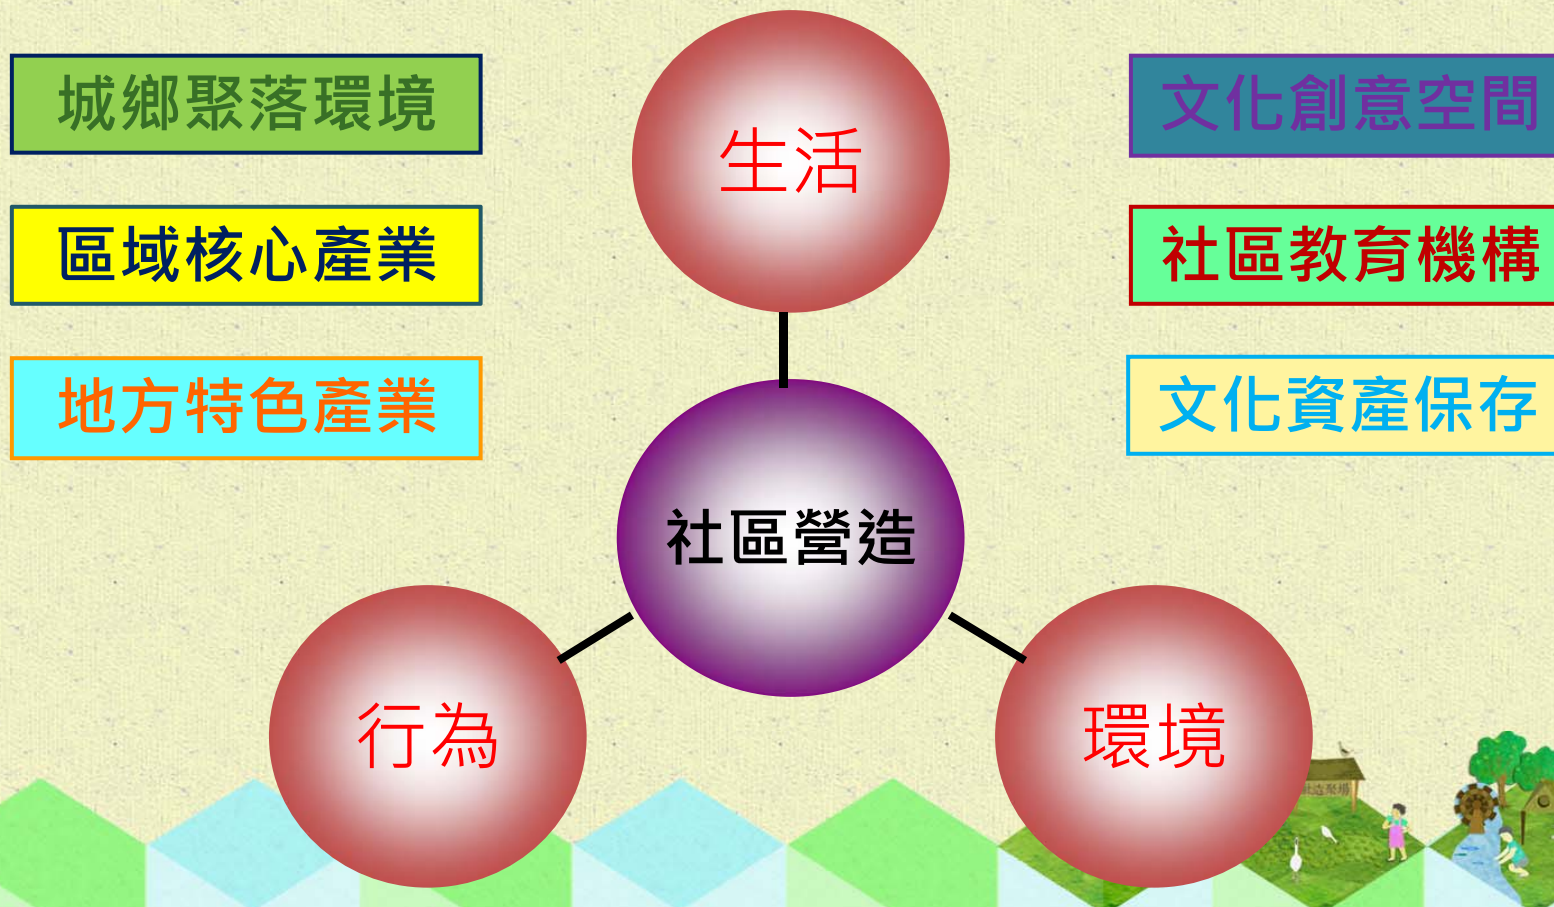 城鄉聚落環境
區域核心產業
地方特色產業
生活
社區營造
行為
環境
文化創意空間
社區教育機構
文化資產保存